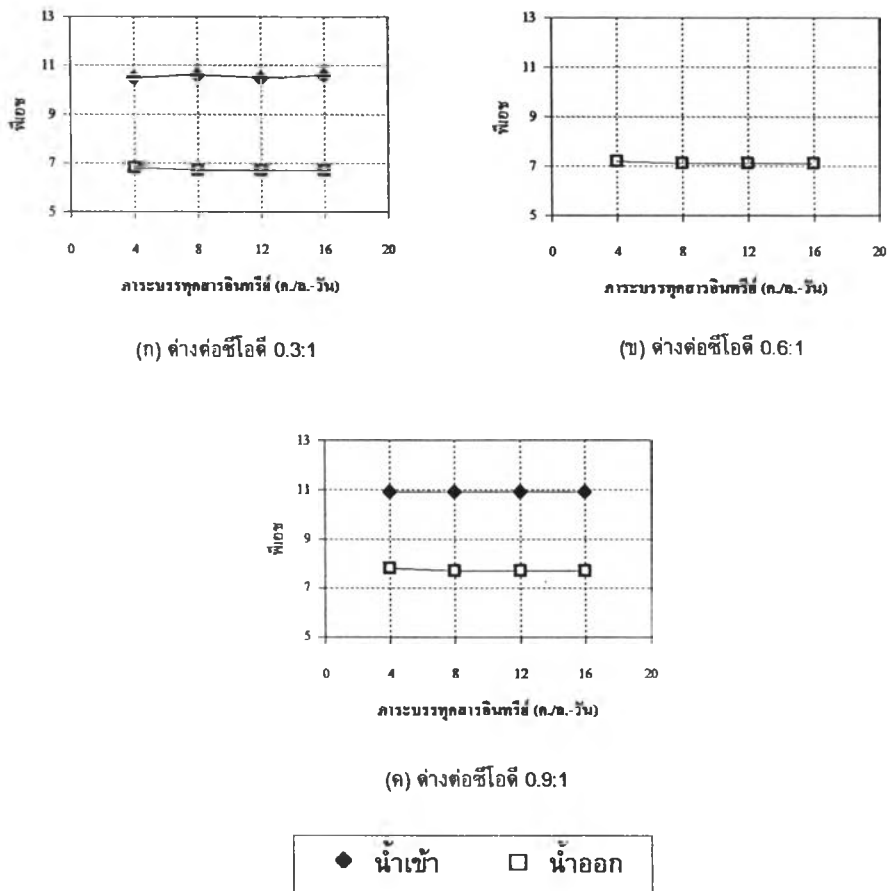 13
11
9
7
5
พีเอช
0 4 8 12 16 20
ภาระบรรทุกสารอินทรีย์ (ก./ล.-วัน)
(ก) ด่างต่อซีโอดี 0.3:1
13
11
9
7
5
พีเอช
0 4 8 12 16 20
ภาระบรรทุกสารอินทรีย์ (ก./ล.-วัน)
(ข) ด่างต่อซีโอดี 0.6:1
13
11
9
7
5
พีเอช
0 4 8 12 16 20
ภาระบรรทุกสารอินทรีย์ (ก./ล.-วัน)
(ค) ด่างต่อซีโอดี 0.9:1
น้ำเข้า น้ำออก